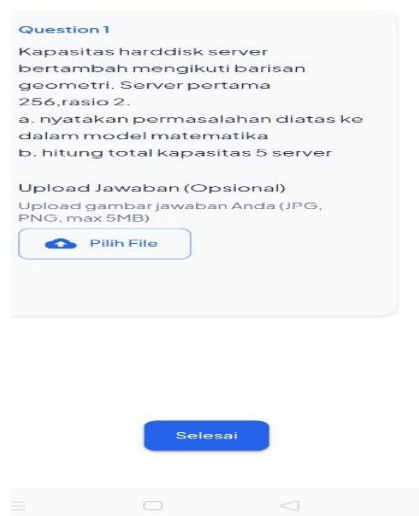 Question 1
Kapasitas harddisk server
bertambah mengikuti barisan
geometri. Server pertama
256,rasio 2.
a. nyatakan permasalahan diatas ke
dalam model matematika
b. hitung total kapasitas 5 server
Upload Jawaban (Opsional)
Upload gambar jawaban Anda (JPG,
PNG, max 5MB)
Pilih File
Selesai